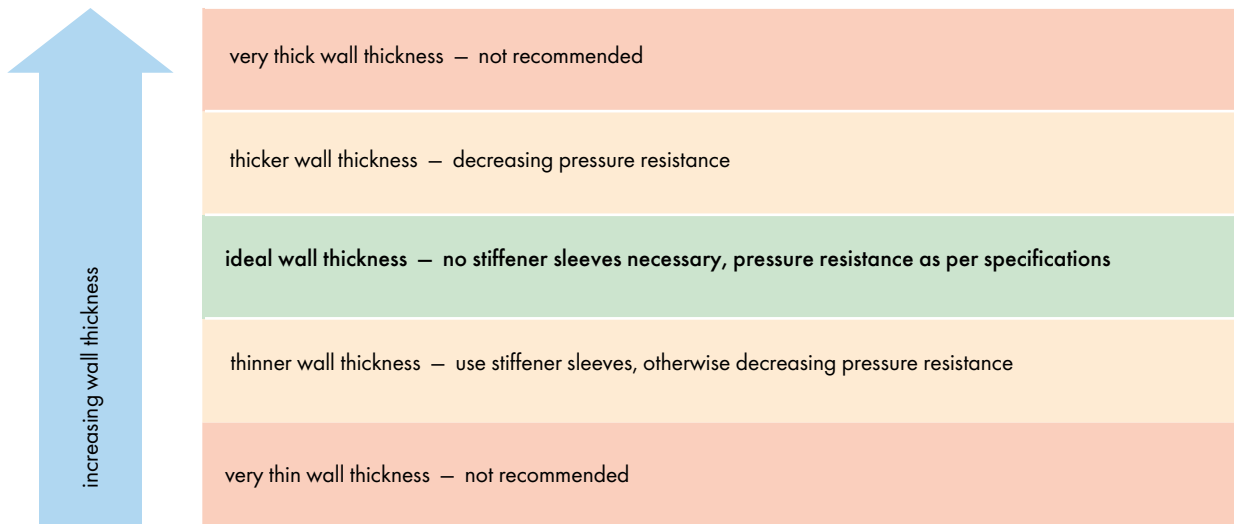 very thick wall thickness – not recommended
thicker wall thickness – decreasing pressure resistance
ideal wall thickness – no stiffener sleeves necessary, pressure resistance as per specifications
thinner wall thickness – use stiffener sleeves, otherwise decreasing pressure resistance
very thin wall thickness – not recommended
increasing wall thickness